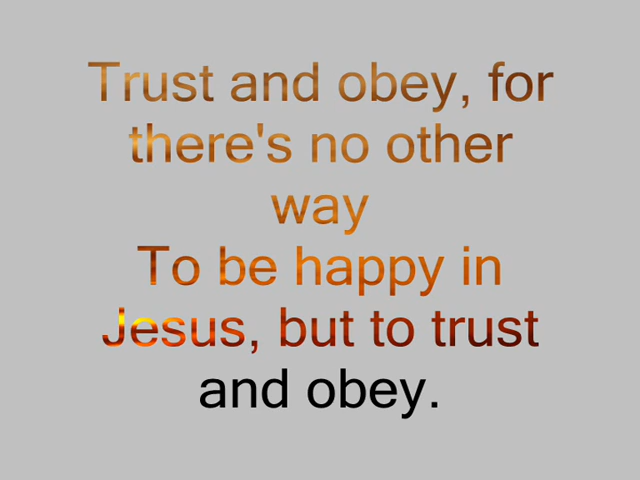 Trust and obey, for
there's no other
way
To be happy in
Jesus, but to trust
and obey.